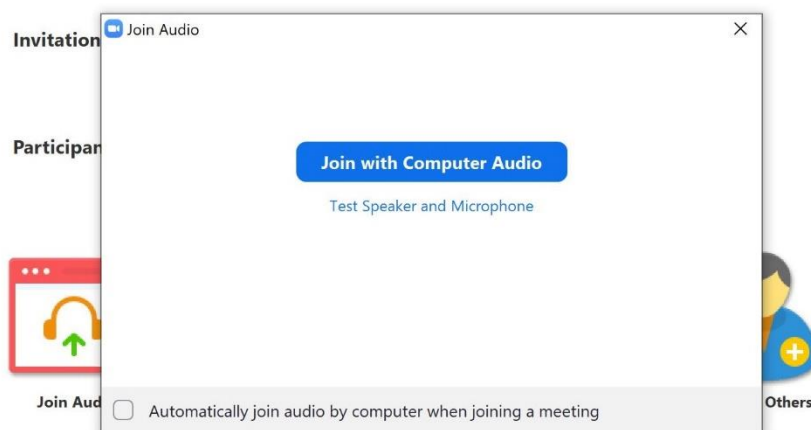 Join Audio
Invitation
Participan
Join with Computer Audio
Test Speaker and Microphone
Join Aud
Automatically join audio by computer when joining a meeting
Others